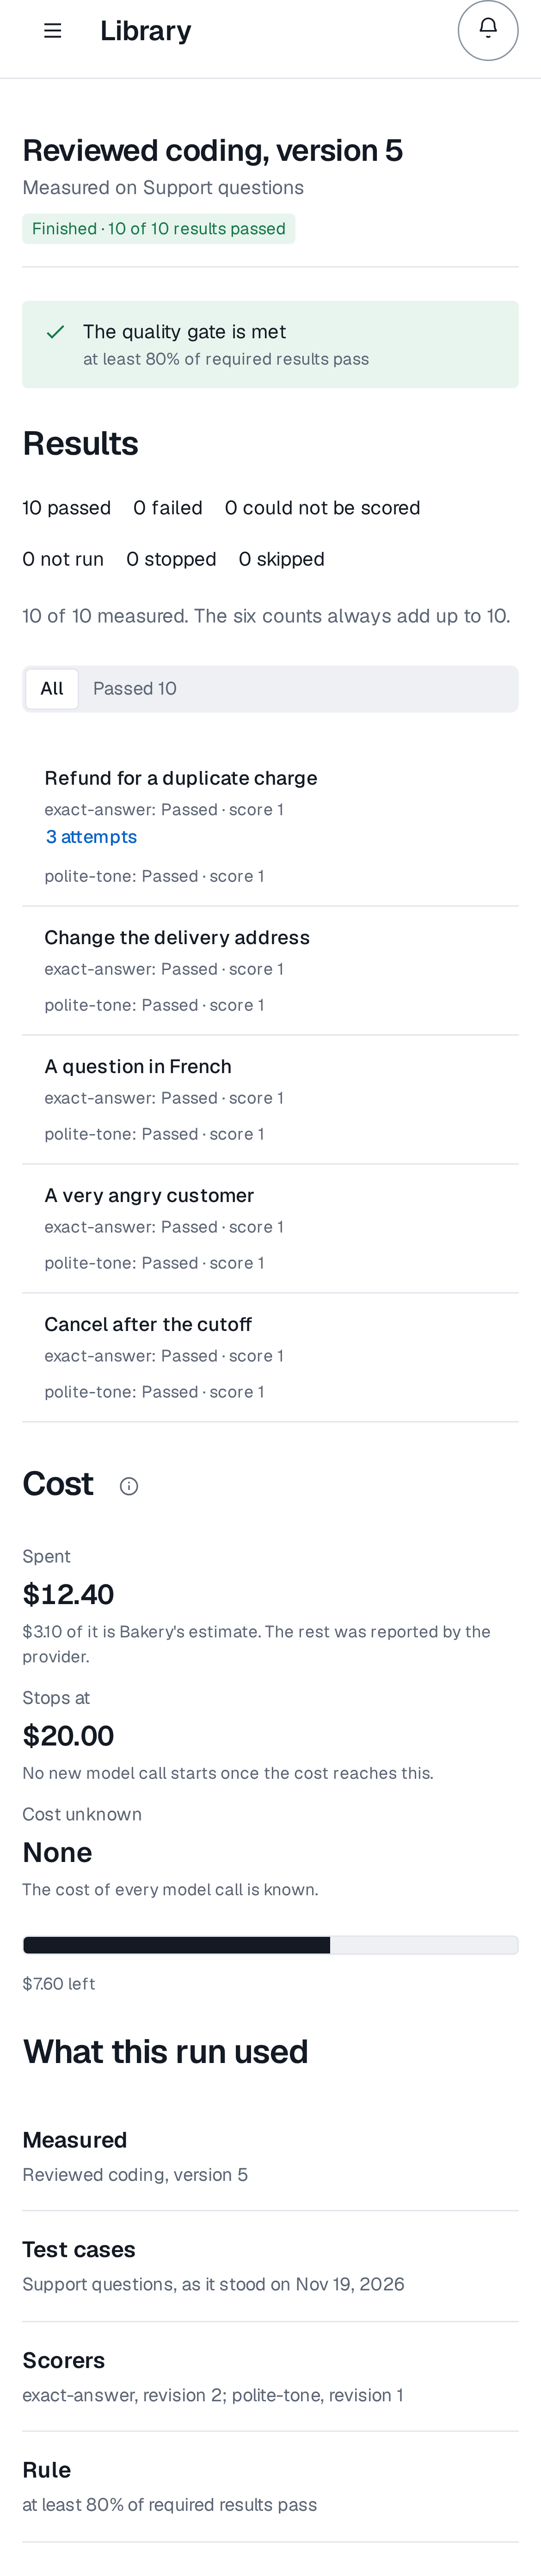 Library
Reviewed coding, version 5
Measured on Support questions
Finished · 10 of 10 results passed
The quality gate is met
at least 80% of required results pass
Results
10 passed 0 failed 0 could not be scored
0 not run 0 stopped 0 skipped
10 of 10 measured. The six counts always add up to 10.
All Passed 10
Refund for a duplicate charge
exact-answer: Passed · score 1
3 attempts
polite-tone: Passed · score 1
Change the delivery address
exact-answer: Passed · score 1
polite-tone: Passed · score 1
A question in French
exact-answer: Passed · score 1
polite-tone: Passed · score 1
A very angry customer
exact-answer: Passed · score 1
polite-tone: Passed · score 1
Cancel after the cutoff
exact-answer: Passed · score 1
polite-tone: Passed · score 1
Cost
Spent
$12.40
$3.10 of it is Bakery's estimate. The rest was reported by the
provider.
Stops at
$20.00
No new model call starts once the cost reaches this.
Cost unknown
None
The cost of every model call is known.
$7.60 left
What this run used
Measured
Reviewed coding, version 5
Test cases
Support questions, as it stood on Nov 19, 2026
Scorers
exact-answer, revision 2; polite-tone, revision 1
Rule
at least 80% of required results pass